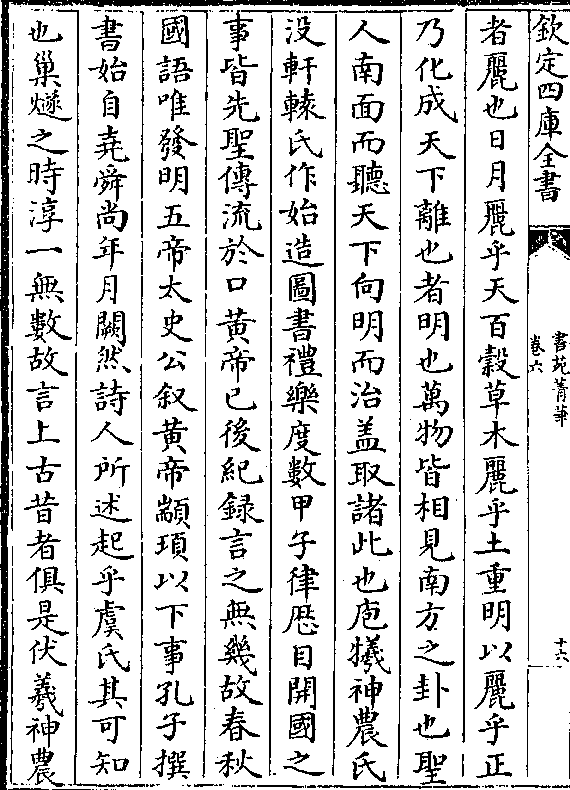 欽定四庫全書
書苑菁華
卷六
十六
者麗也日月麗乎天百穀草木麗乎土重明以麗乎正
乃化成天下離也者明也萬物皆相見南方之卦也聖
人南面而聽天下向明而治盖取諸此也庖犧神農氏
没軒轅氏作始造圖書禮樂度數甲子律厯自開國之
事皆先聖傳流於口黄帝已後紀録言之無幾故春秋
國語唯發明五帝太史公叙黄帝顓頊以下事孔子撰
書始自堯舜尚年月闕然詩人所述起乎虞氏其可知
也巢燧之時淳一無數故言上古昔者俱是伏羲神農